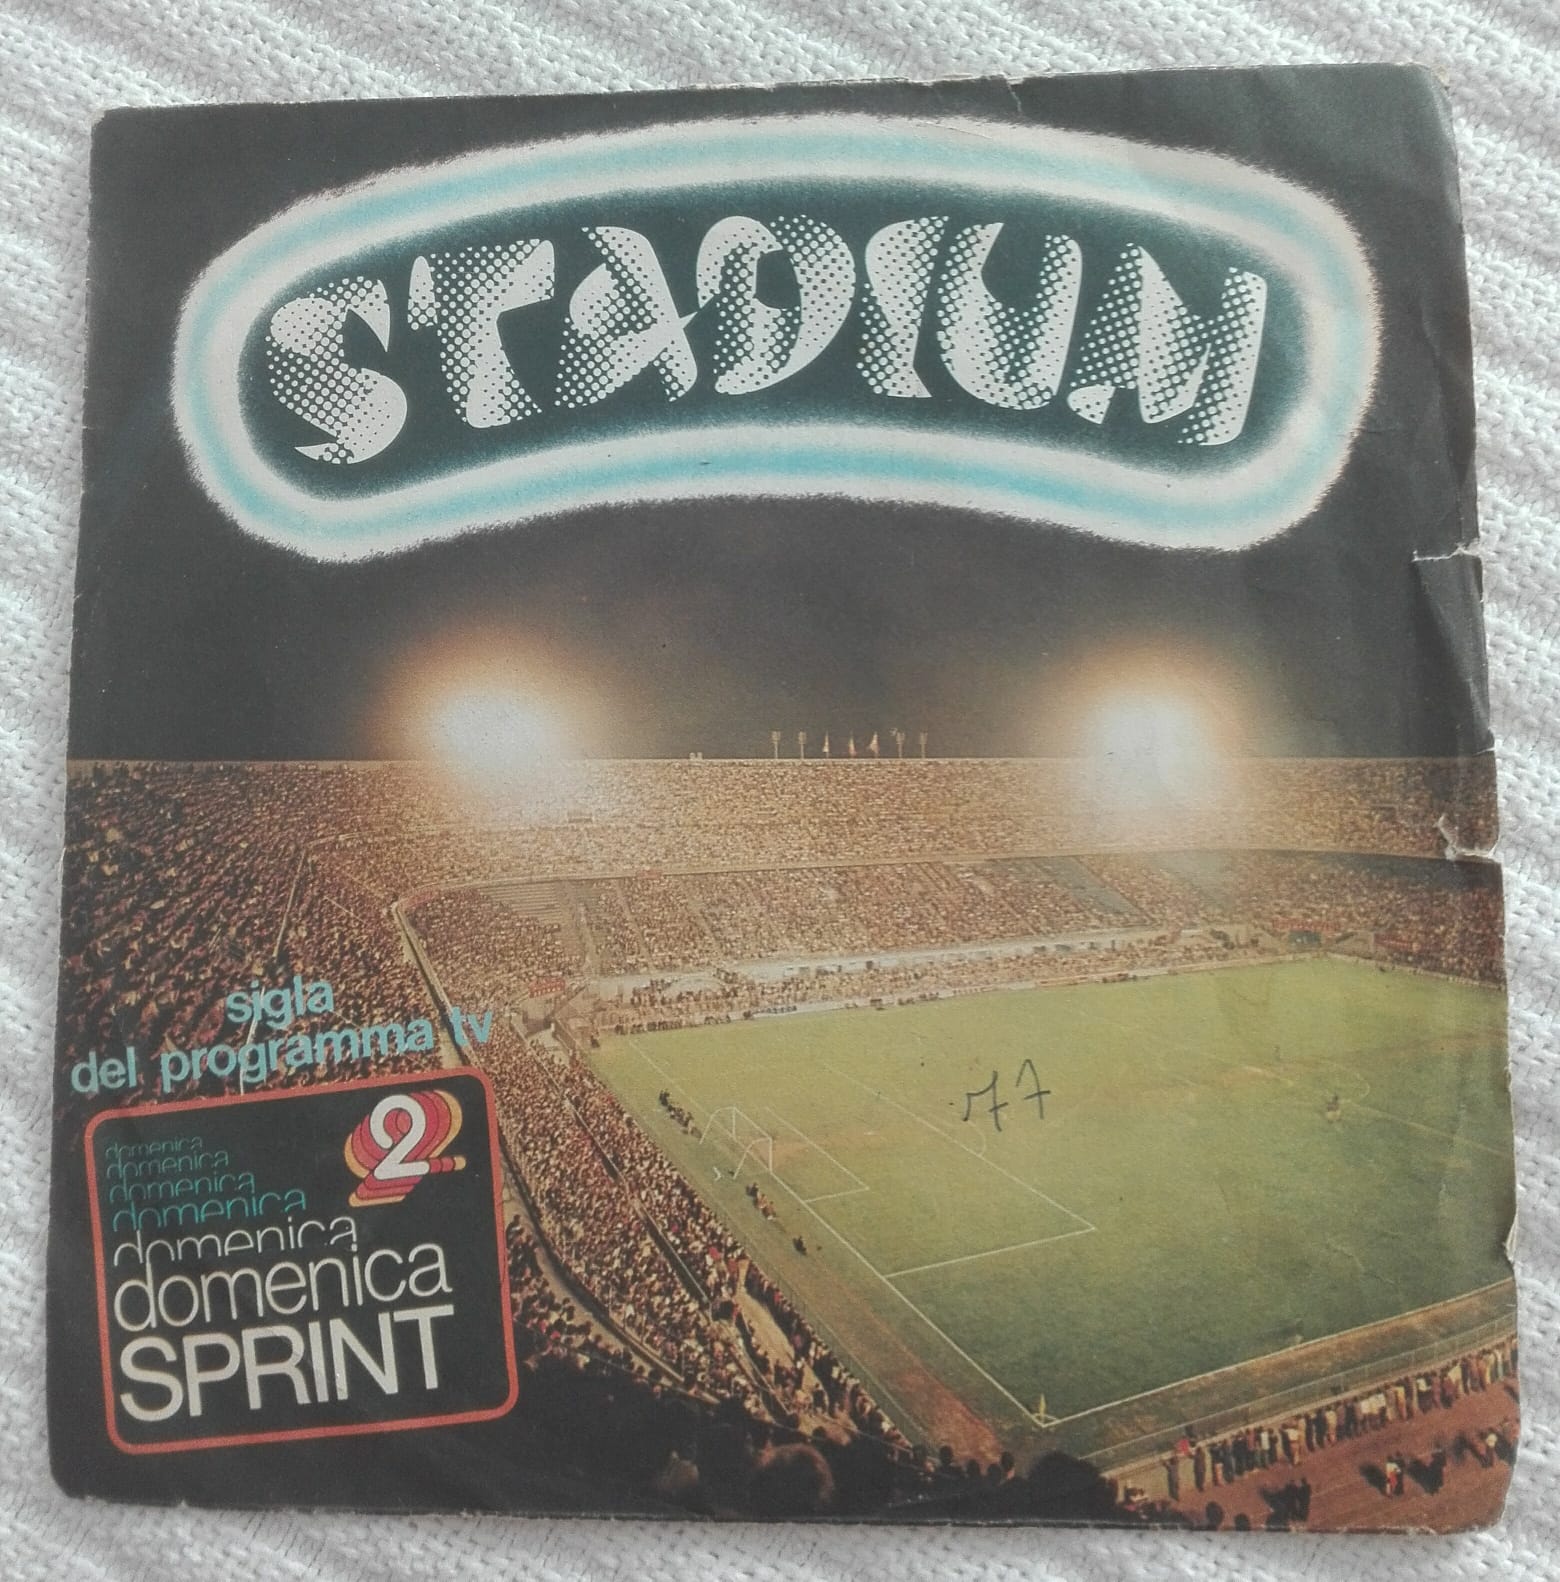 STADIUM
sigla
del programma tv
2
domenica
domenica
domenica
domenica
domenica
domenica
SPRINT
77